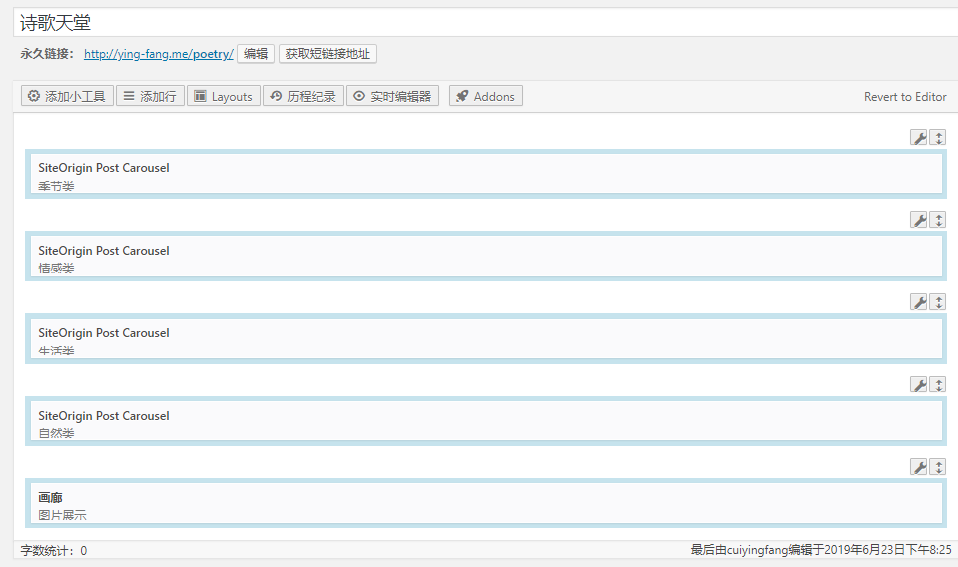 诗歌天堂
永久链接： http://ying-fang.me/poetry/ 编辑 获取短链接地址
添加小工具 添加行 Layouts 历程纪录 实时编辑器 Addons Revert to Editor
SiteOrigin Post Carousel
季节类
SiteOrigin Post Carousel
情感类
SiteOrigin Post Carousel
生活类
SiteOrigin Post Carousel
自然类
画廊
图片展示
字数统计：0 最后由cuiyingfang编辑于2019年6月23日下午8:25